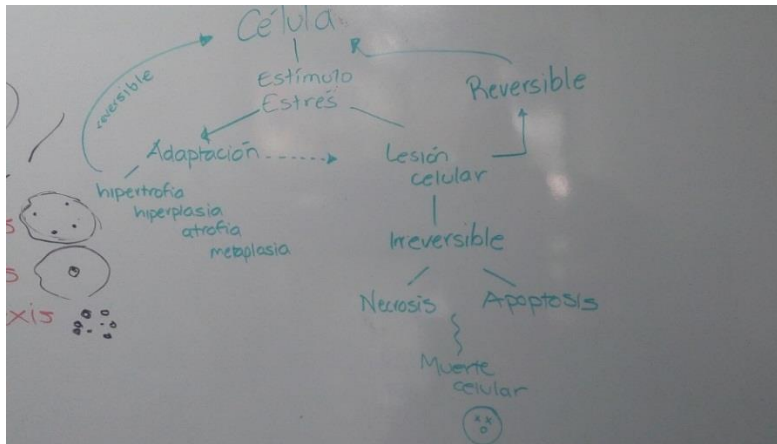 Célula
R
reversible
Estímulo
Estrés
Reversible
Adaptación
Lesión
celular
hipertrofia
hiperplasia
atrofia
metaplasia
Irreversible
Necrosis
Apoptosis
Muerte
celular
s
s
xis